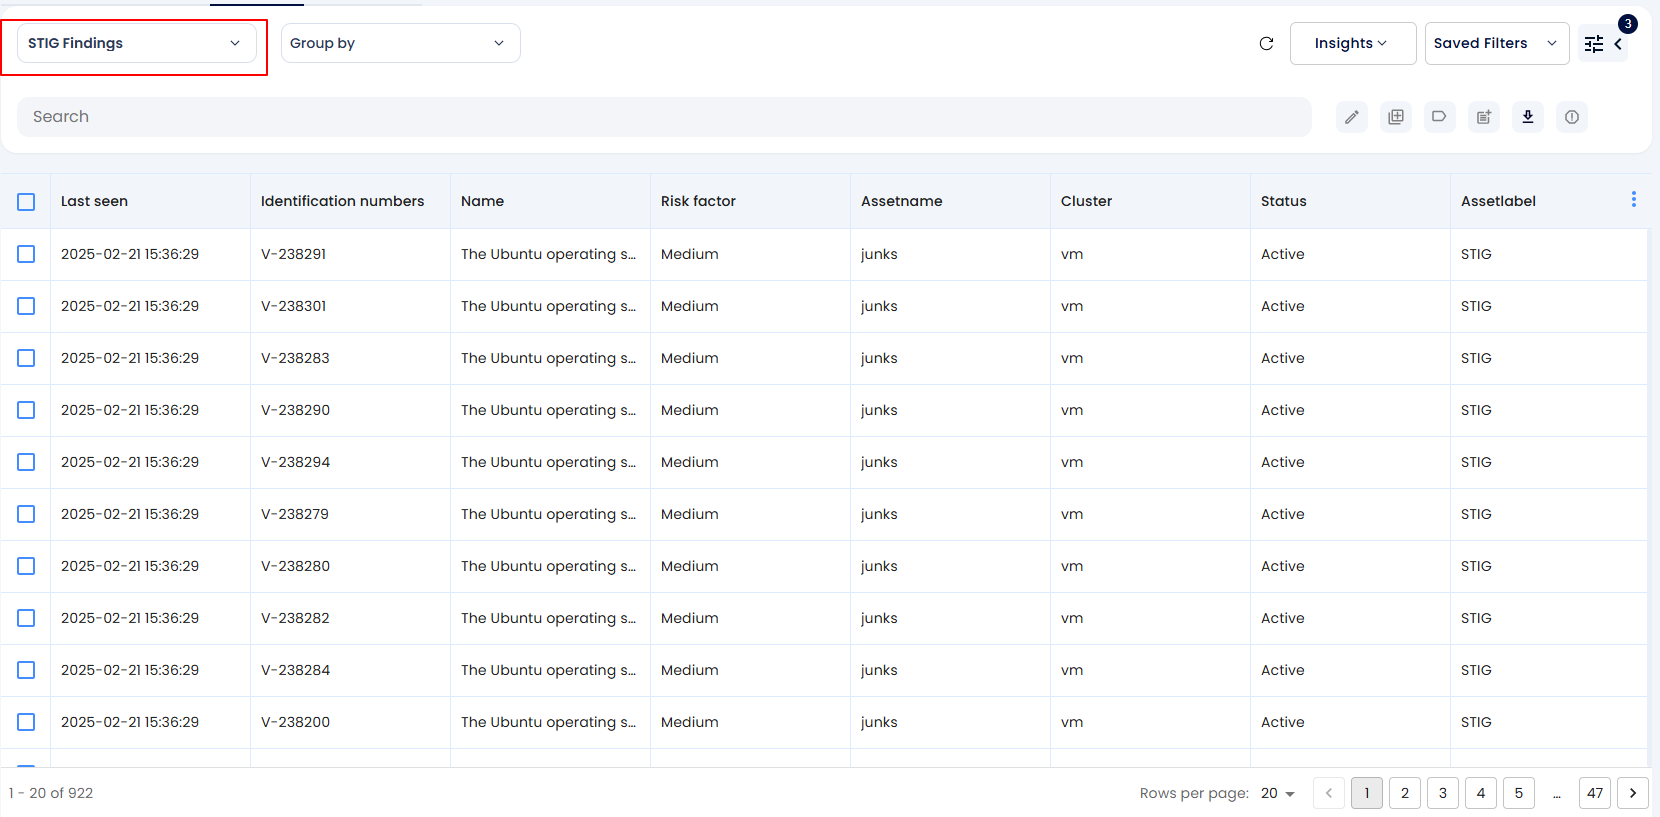 STIG Findings Group by Insights Saved Filters 3
Search
Last seen Identification numbers Name Risk factor Assetname Cluster Status Assetlabel
2025-02-21 15:36:29 V-238291 The Ubuntu operating s... Medium junks vm Active STIG
2025-02-21 15:36:29 V-238301 The Ubuntu operating s... Medium junks vm Active STIG
2025-02-21 15:36:29 V-238283 The Ubuntu operating s... Medium junks vm Active STIG
2025-02-21 15:36:29 V-238290 The Ubuntu operating s... Medium junks vm Active STIG
2025-02-21 15:36:29 V-238294 The Ubuntu operating s... Medium junks vm Active STIG
2025-02-21 15:36:29 V-238279 The Ubuntu operating s... Medium junks vm Active STIG
2025-02-21 15:36:29 V-238280 The Ubuntu operating s... Medium junks vm Active STIG
2025-02-21 15:36:29 V-238282 The Ubuntu operating s... Medium junks vm Active STIG
2025-02-21 15:36:29 V-238284 The Ubuntu operating s... Medium junks vm Active STIG
2025-02-21 15:36:29 V-238200 The Ubuntu operating s... Medium junks vm Active STIG
1 - 20 of 922 Rows per page: 20 1 2 3 4 5 ... 47